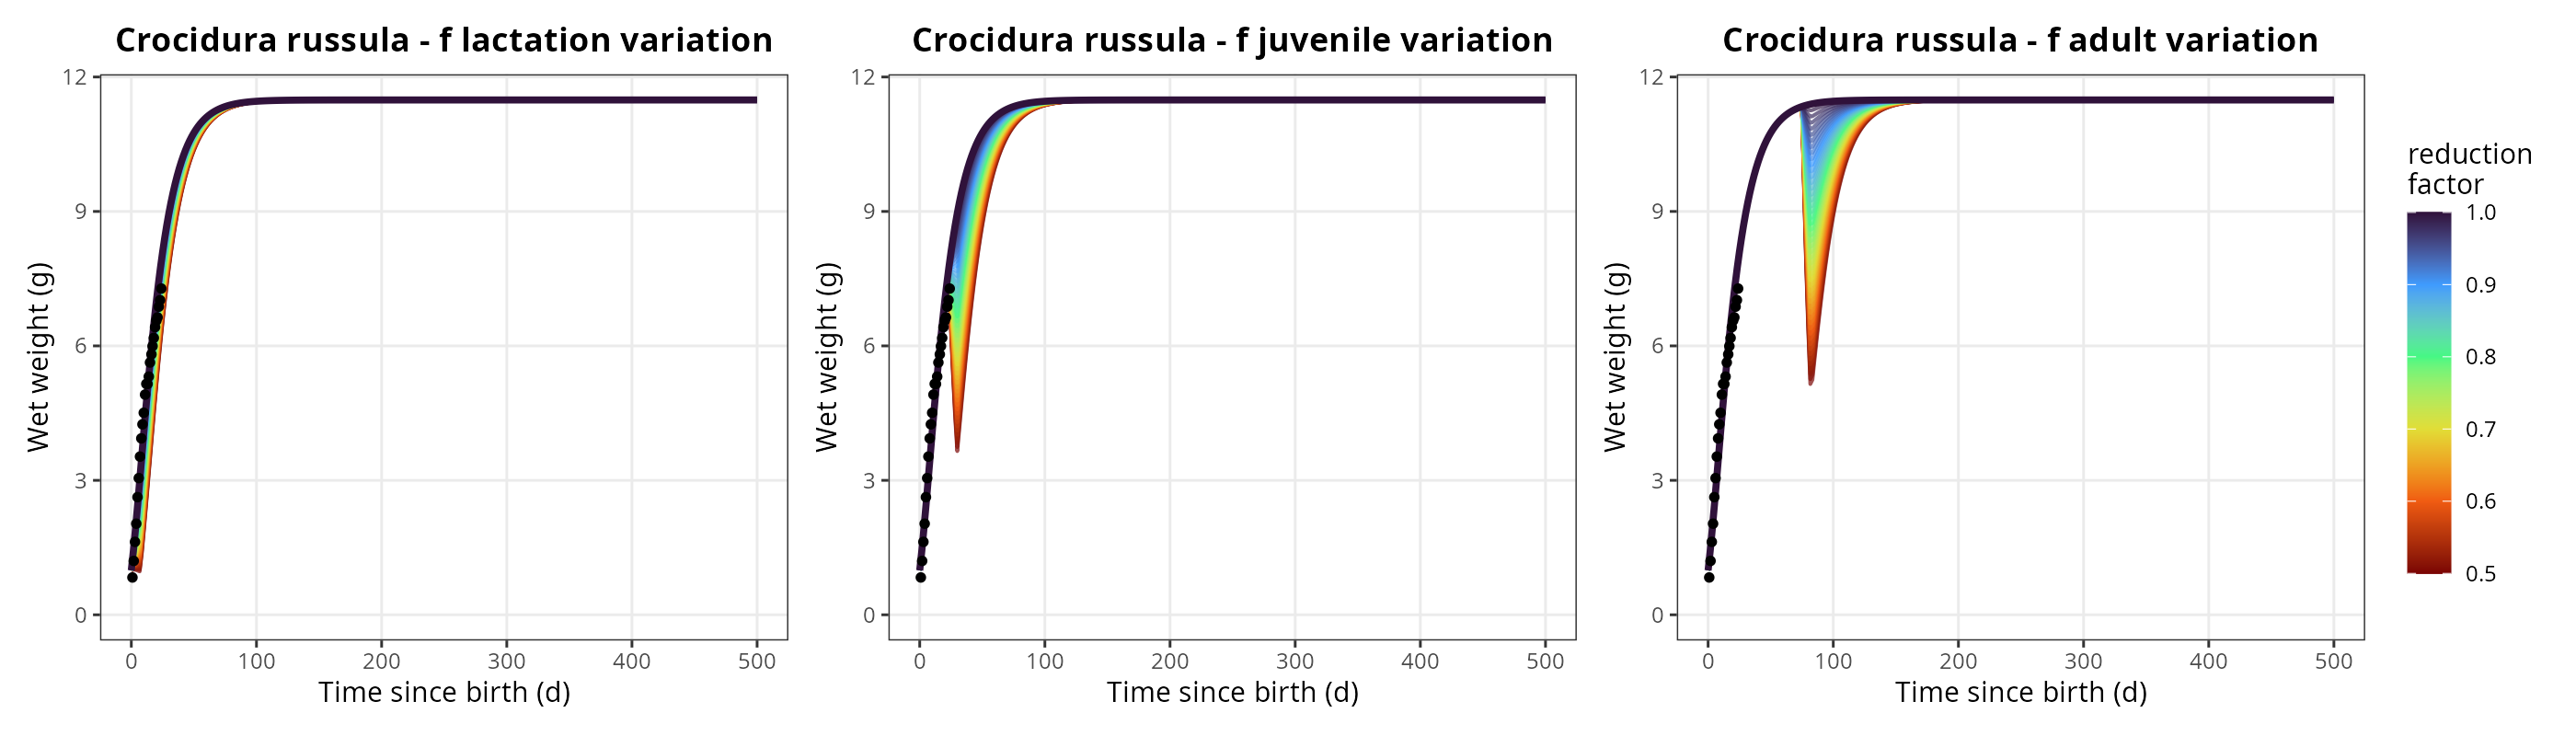 Crocidura russula - f lactation variation
12
9
6
3
0
0 100 200 300 400 500
Wet weight (g)
Time since birth (d)
Crocidura russula - f juvenile variation
12
9
6
3
0
0 100 200 300 400 500
Wet weight (g)
Time since birth (d)
Crocidura russula - f adult variation
12
9
6
3
0
0 100 200 300 400 500
Wet weight (g)
Time since birth (d)
reduction
factor
1.0
0.9
0.8
0.7
0.6
0.5